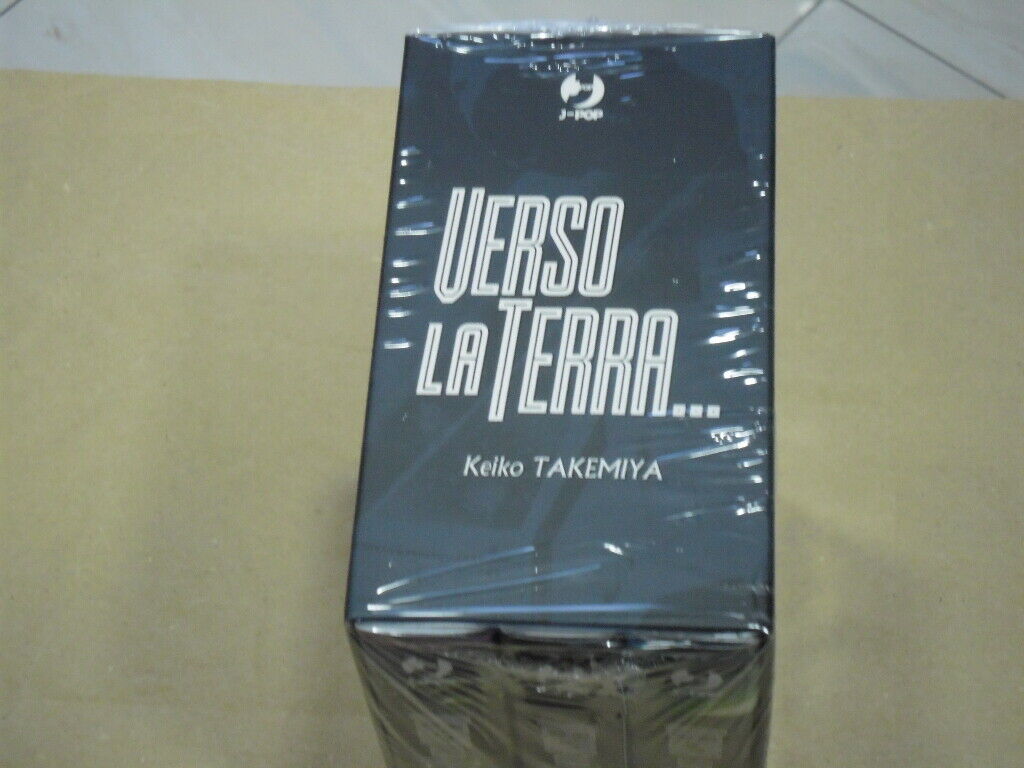 J-POP
VERSO
LA TERRA...
Keiko TAKEMIYA